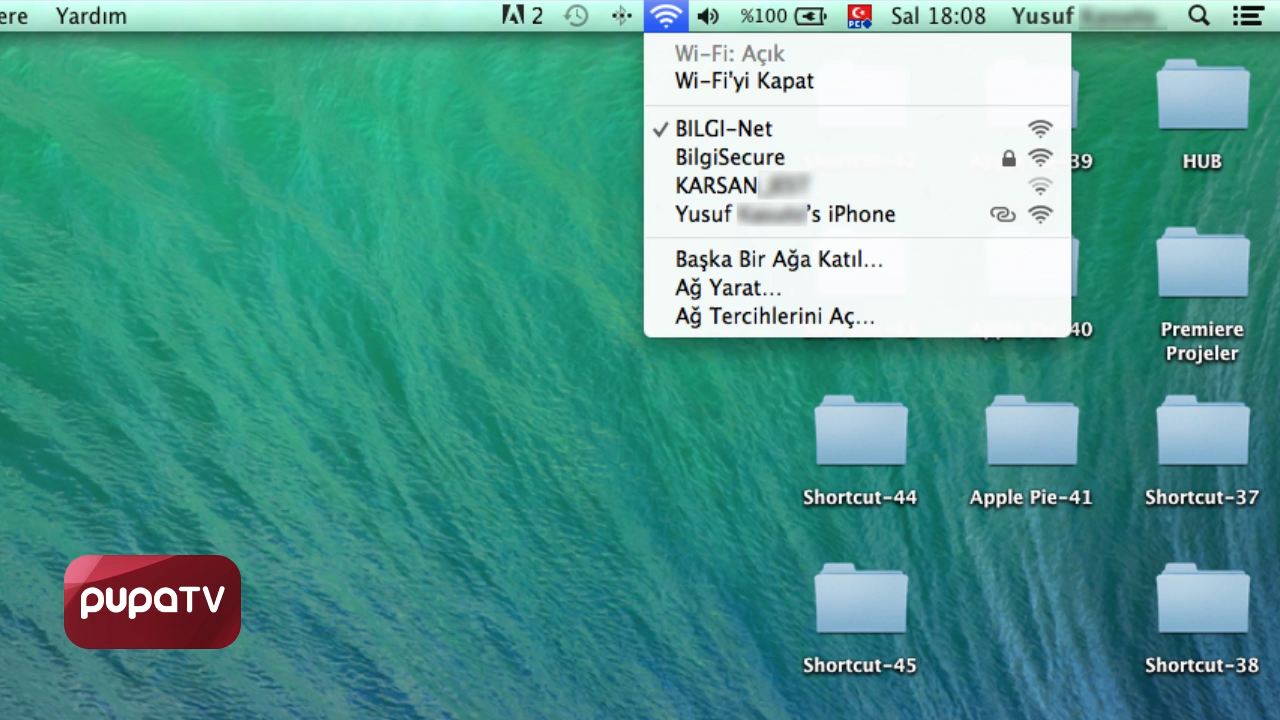 ere Yardım 2 %100 PEC Sal 18:08 Yusuf
Wi-Fi: Açık
Wi-Fi'yi Kapat
BILGI-Net
BilgiSecure
KARSAN
Yusuf 's iPhone
Başka Bir Ağa Katıl...
Ağ Yarat...
Ağ Tercihlerini Aç...
39
HUB
40
Premiere
Projeler
Shortcut-44
Apple Pie-41
Shortcut-37
pupaTV
Shortcut-45
Shortcut-38